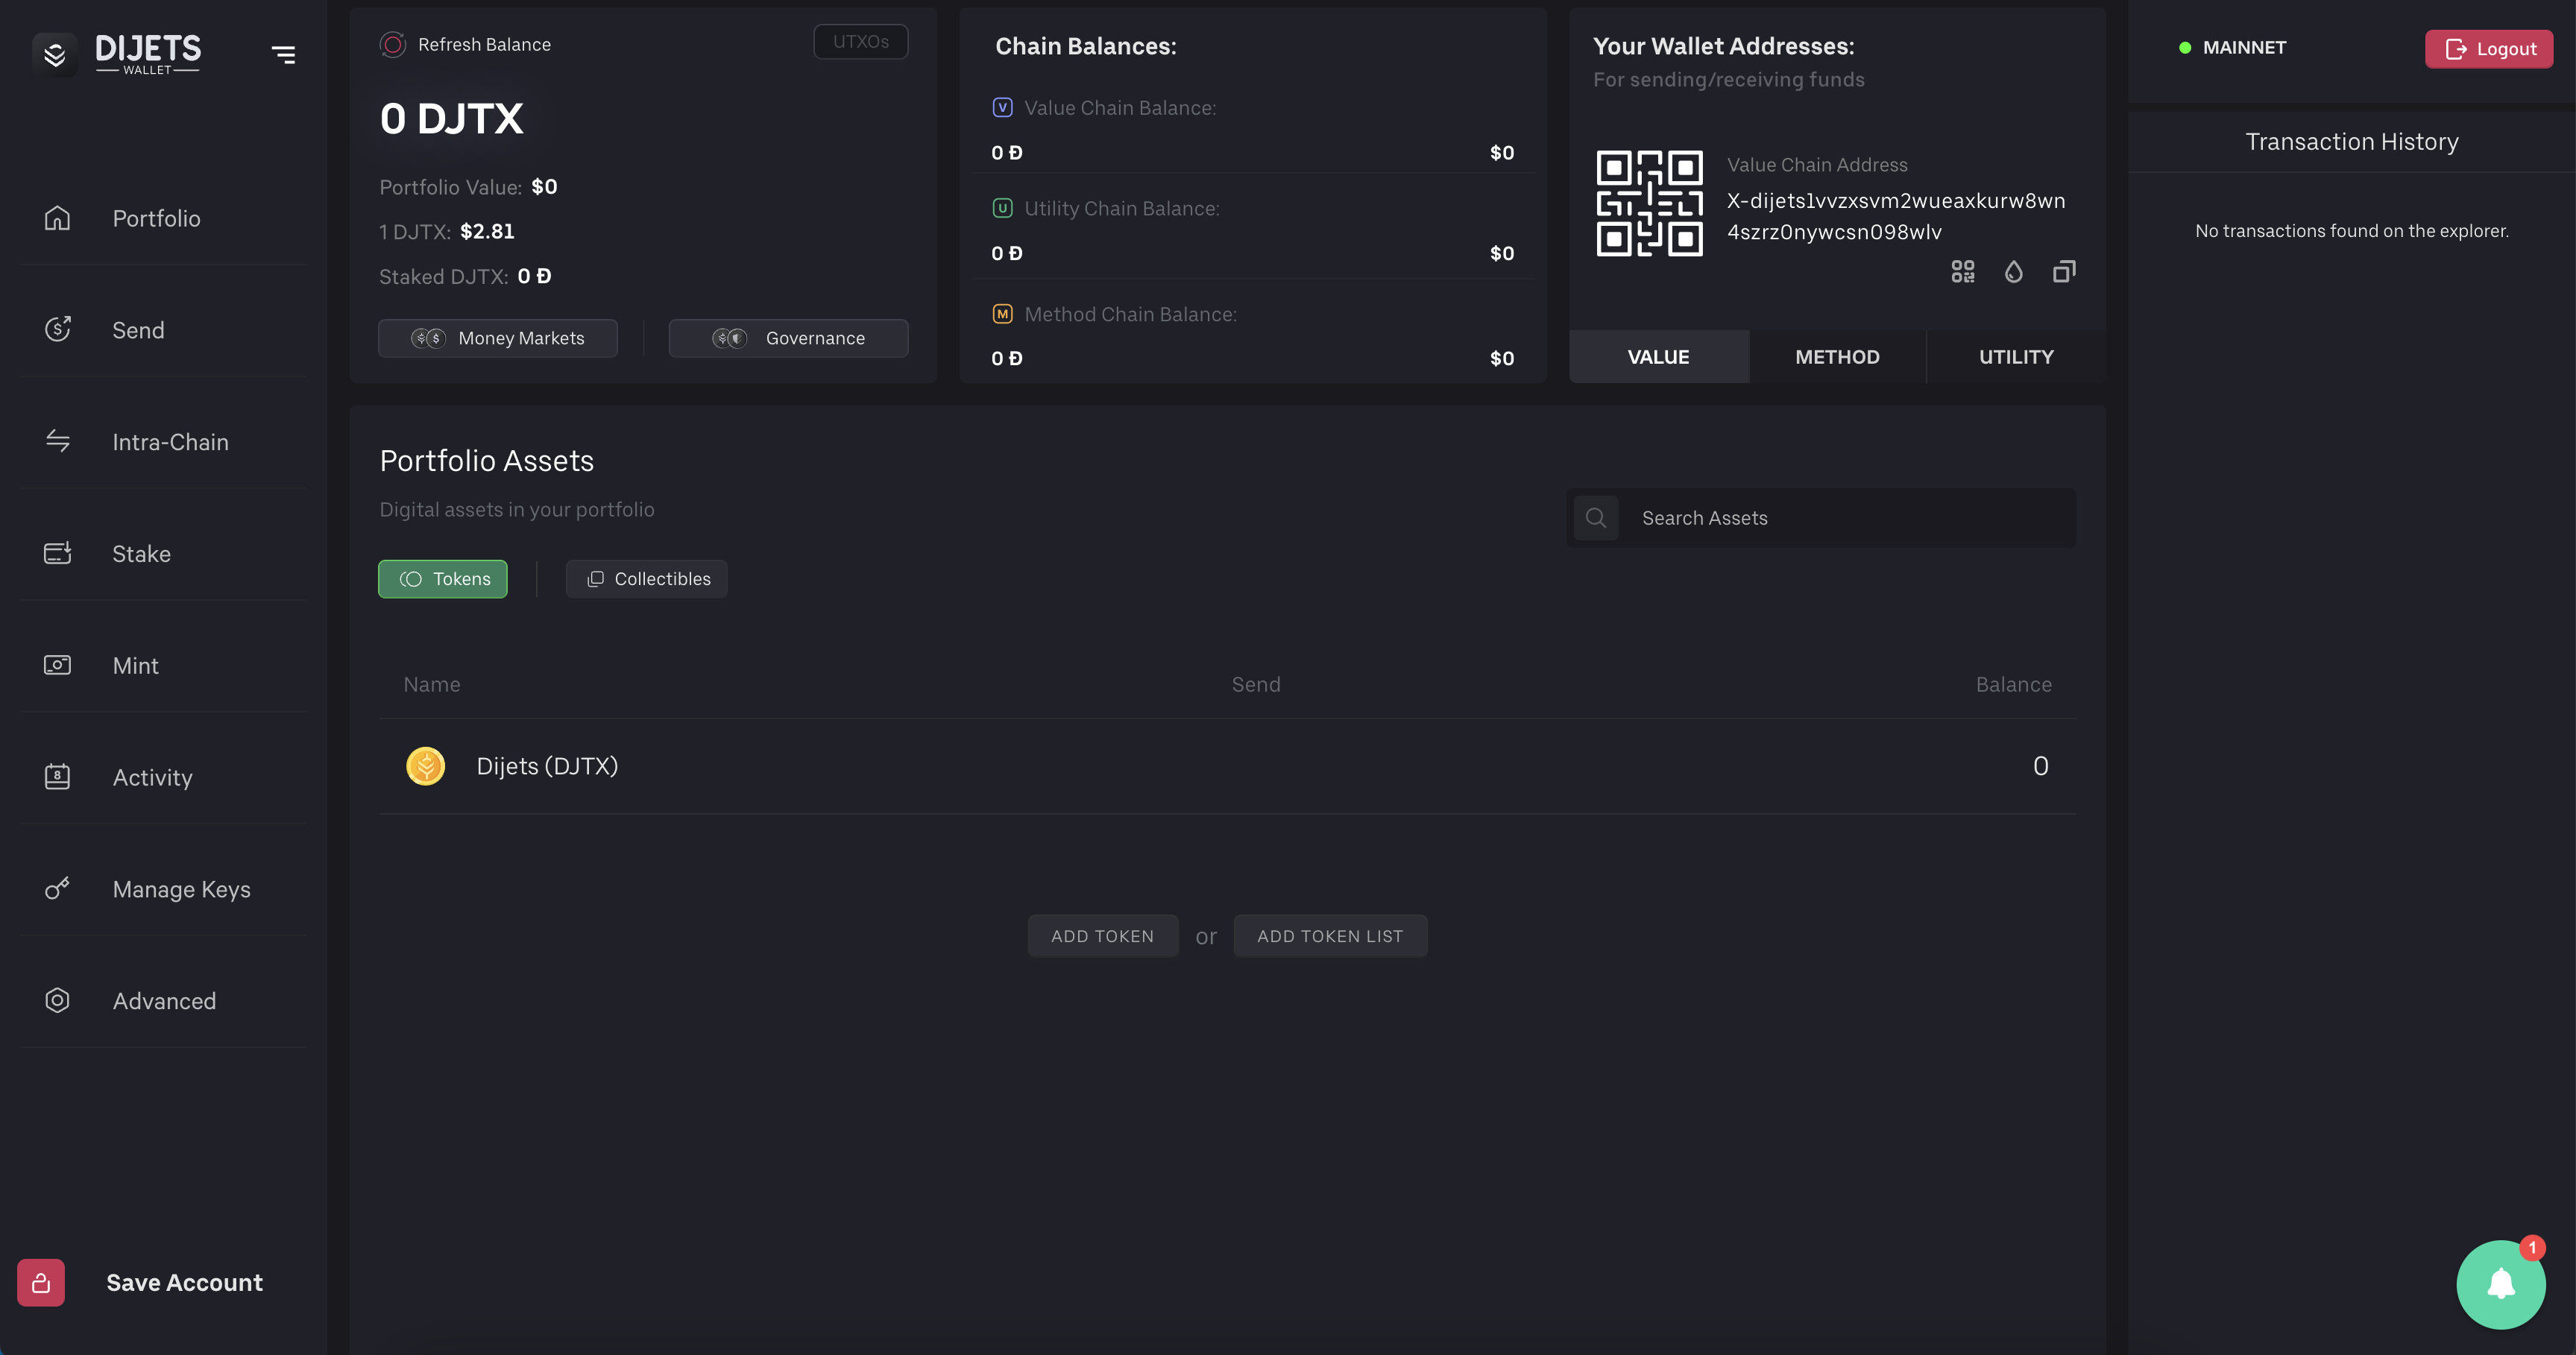 DIJETS
WALLET
Portfolio
Send
Intra-Chain
Stake
Mint
Activity
Manage Keys
Advanced
Save Account
Refresh Balance
UTXOs
0 DJTX
Portfolio Value: $0
1 DJTX: $2.81
Staked DJTX: 0 Đ
Money Markets
Governance
Chain Balances:
V Value Chain Balance:
0 Đ $0
U Utility Chain Balance:
0 Đ $0
M Method Chain Balance:
0 Đ $0
Your Wallet Addresses:
For sending/receiving funds
Value Chain Address
X-dijets1vvzxsvm2wueaxkurw8wn
4szrz0nywcsn098wlv
VALUE METHOD UTILITY
Portfolio Assets
Digital assets in your portfolio
Search Assets
Tokens
Collectibles
Name Send Balance
Dijets (DJTX) 0
ADD TOKEN or ADD TOKEN LIST
MAINNET
Logout
Transaction History
No transactions found on the explorer.
1